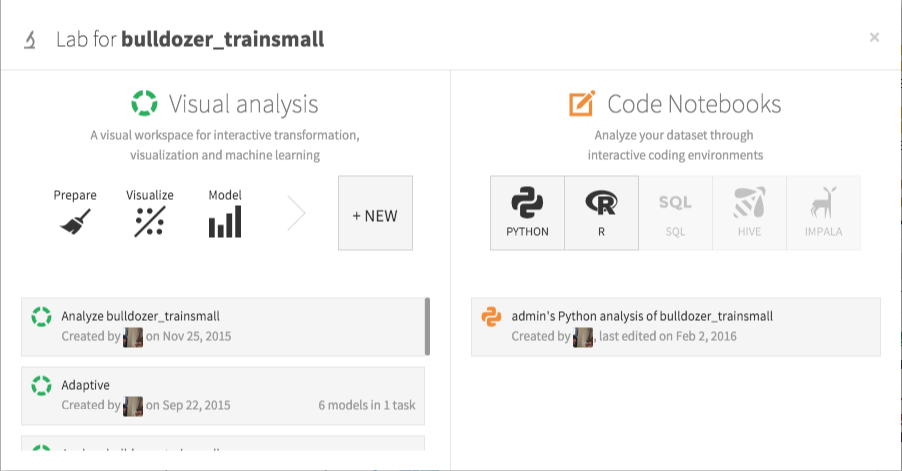 Lab for bulldozer_trainsmall
×
Visual analysis
A visual workspace for interactive transformation,
visualization and machine learning
Prepare
Visualize
Model
+ NEW
Analyze bulldozer_trainsmall
Created by on Nov 25, 2015
Adaptive
Created by on Sep 22, 2015
6 models in 1 task
Code Notebooks
Analyze your dataset through
interactive coding environments
PYTHON
R
R
SQL
SQL
HIVE
IMPALA
admin's Python analysis of bulldozer_trainsmall
Created by , last edited on Feb 2, 2016